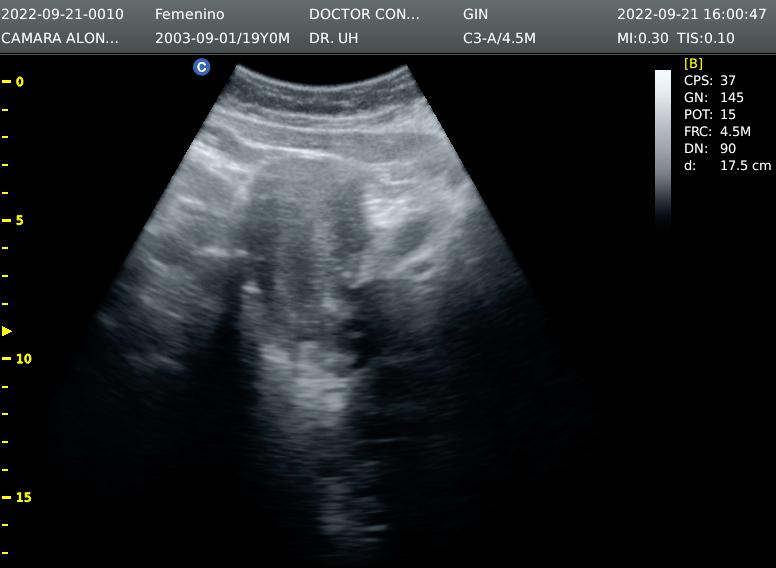 2022-09-21-0010 Femenino DOCTOR CON... GIN 2022-09-21 16:00:47
CAMARA ALON... 2003-09-01/19Y0M DR. UH C3-A/4.5M MI:0.30 TIS:0.10
C
[B]
CPS: 37
GN: 145
POT: 15
FRC: 4.5M
DN: 90
d: 17.5 cm
0
5
10
15